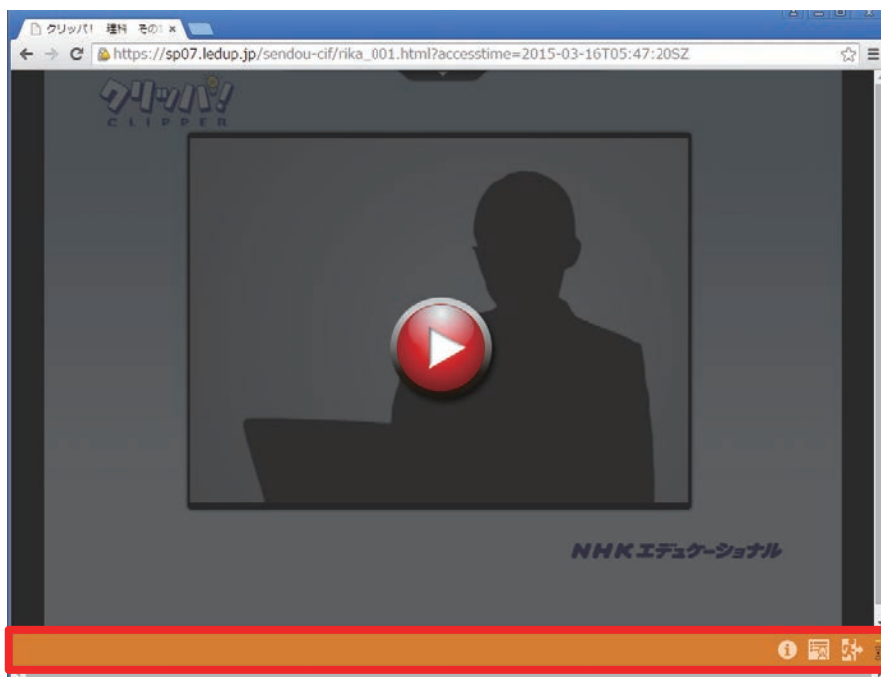 クリッパ! 理科 その
https://sp07.ledup.jp/sendou-cif/rika_001.html?accesstime=2015-03-16T05:47:20SZ
クリッパ!
CLIPPER
NHKエデュケーショナル